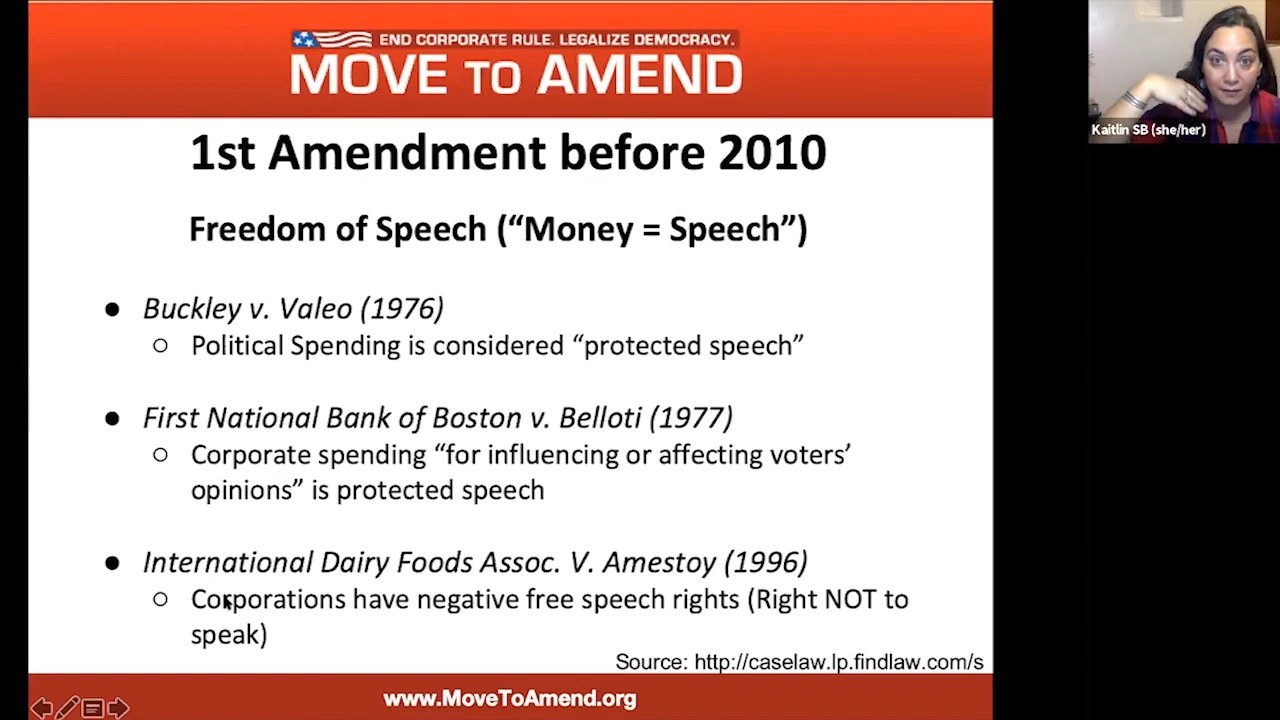 END CORPORATE RULE. LEGALIZE DEMOCRACY.
MOVE TO AMEND
1st Amendment before 2010
Freedom of Speech (“Money = Speech”)
● Buckley v. Valeo (1976)
○ Political Spending is considered “protected speech”
● First National Bank of Boston v. Belloti (1977)
○ Corporate spending “for influencing or affecting voters’
opinions” is protected speech
● International Dairy Foods Assoc. V. Amestoy (1996)
○ Corporations have negative free speech rights (Right NOT to
speak)
Source: http://caselaw.lp.findlaw.com/s
www.MoveToAmend.org
Kaitlin SB (she/her)